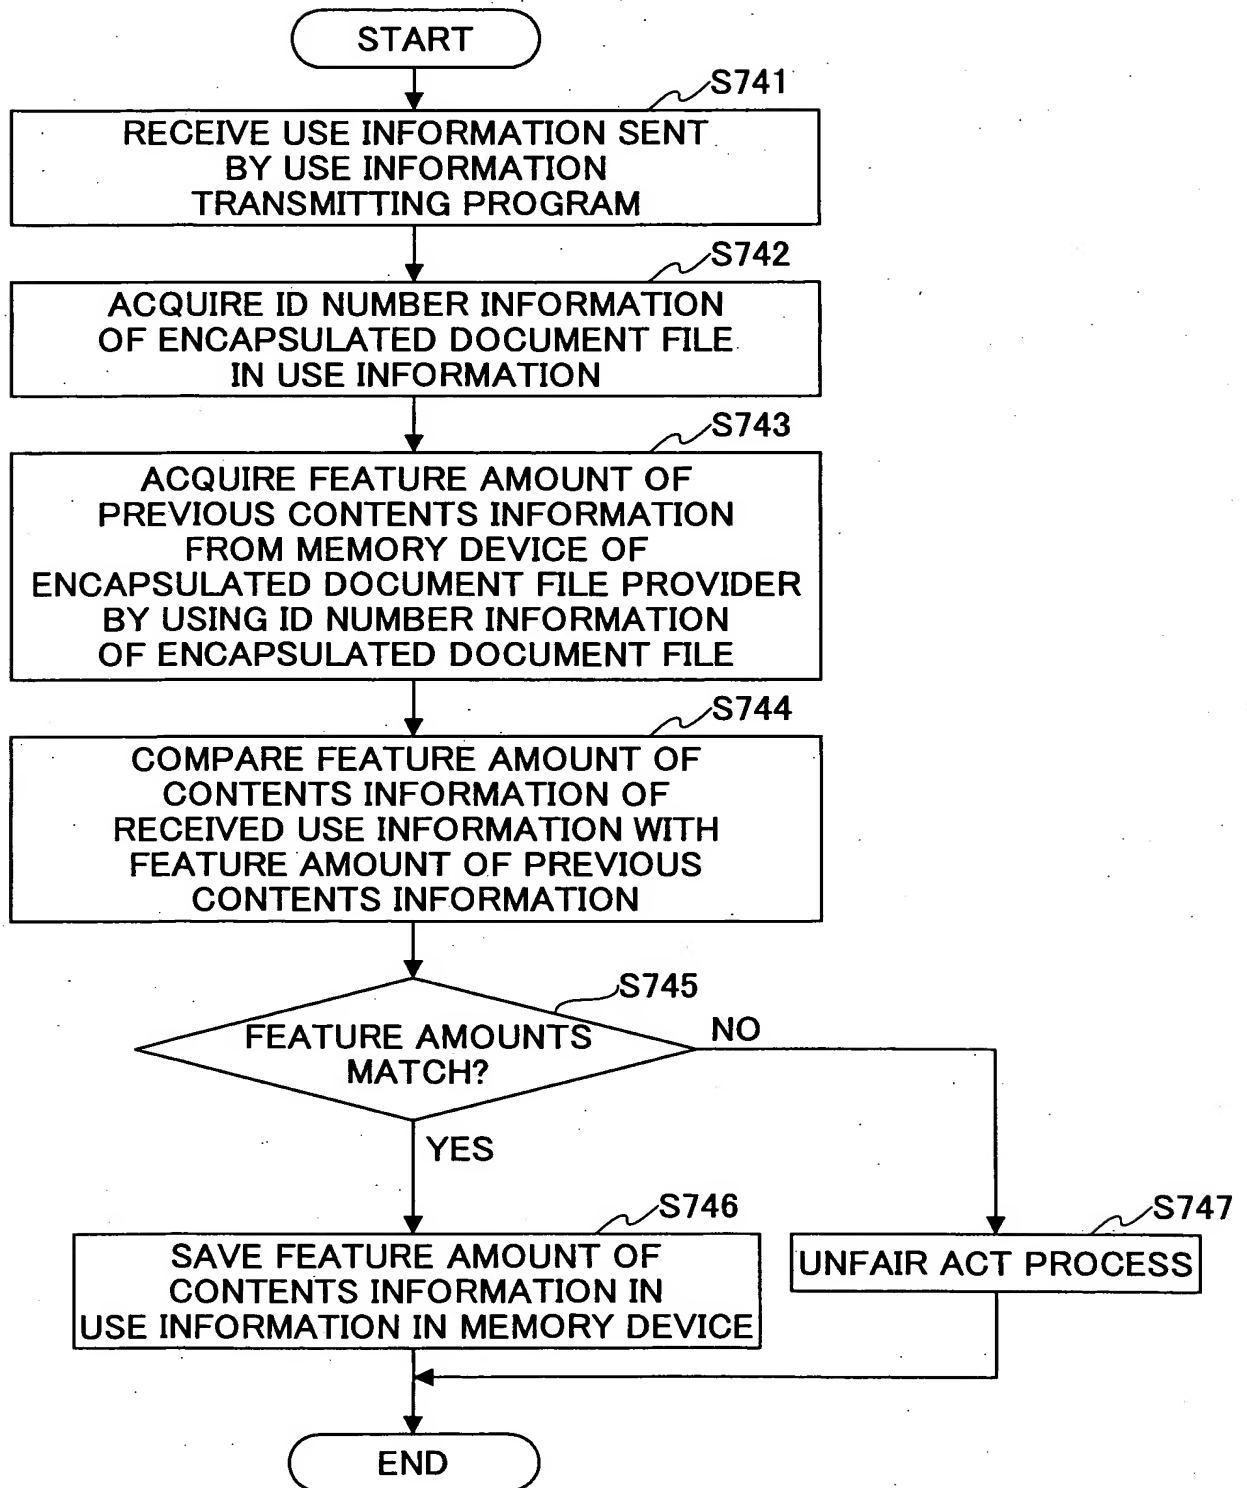 START
S741
RECEIVE USE INFORMATION SENT
BY USE INFORMATION
TRANSMITTING PROGRAM
S742
ACQUIRE ID NUMBER INFORMATION
OF ENCAPSULATED DOCUMENT FILE
IN USE INFORMATION
S743
ACQUIRE FEATURE AMOUNT OF
PREVIOUS CONTENTS INFORMATION
FROM MEMORY DEVICE OF
ENCAPSULATED DOCUMENT FILE PROVIDER
BY USING ID NUMBER INFORMATION
OF ENCAPSULATED DOCUMENT FILE
S744
COMPARE FEATURE AMOUNT OF
CONTENTS INFORMATION OF
RECEIVED USE INFORMATION WITH
FEATURE AMOUNT OF PREVIOUS
CONTENTS INFORMATION
S745
FEATURE AMOUNTS
MATCH?
NO
YES
S746
SAVE FEATURE AMOUNT OF
CONTENTS INFORMATION IN
USE INFORMATION IN MEMORY DEVICE
S747
UNFAIR ACT PROCESS
END